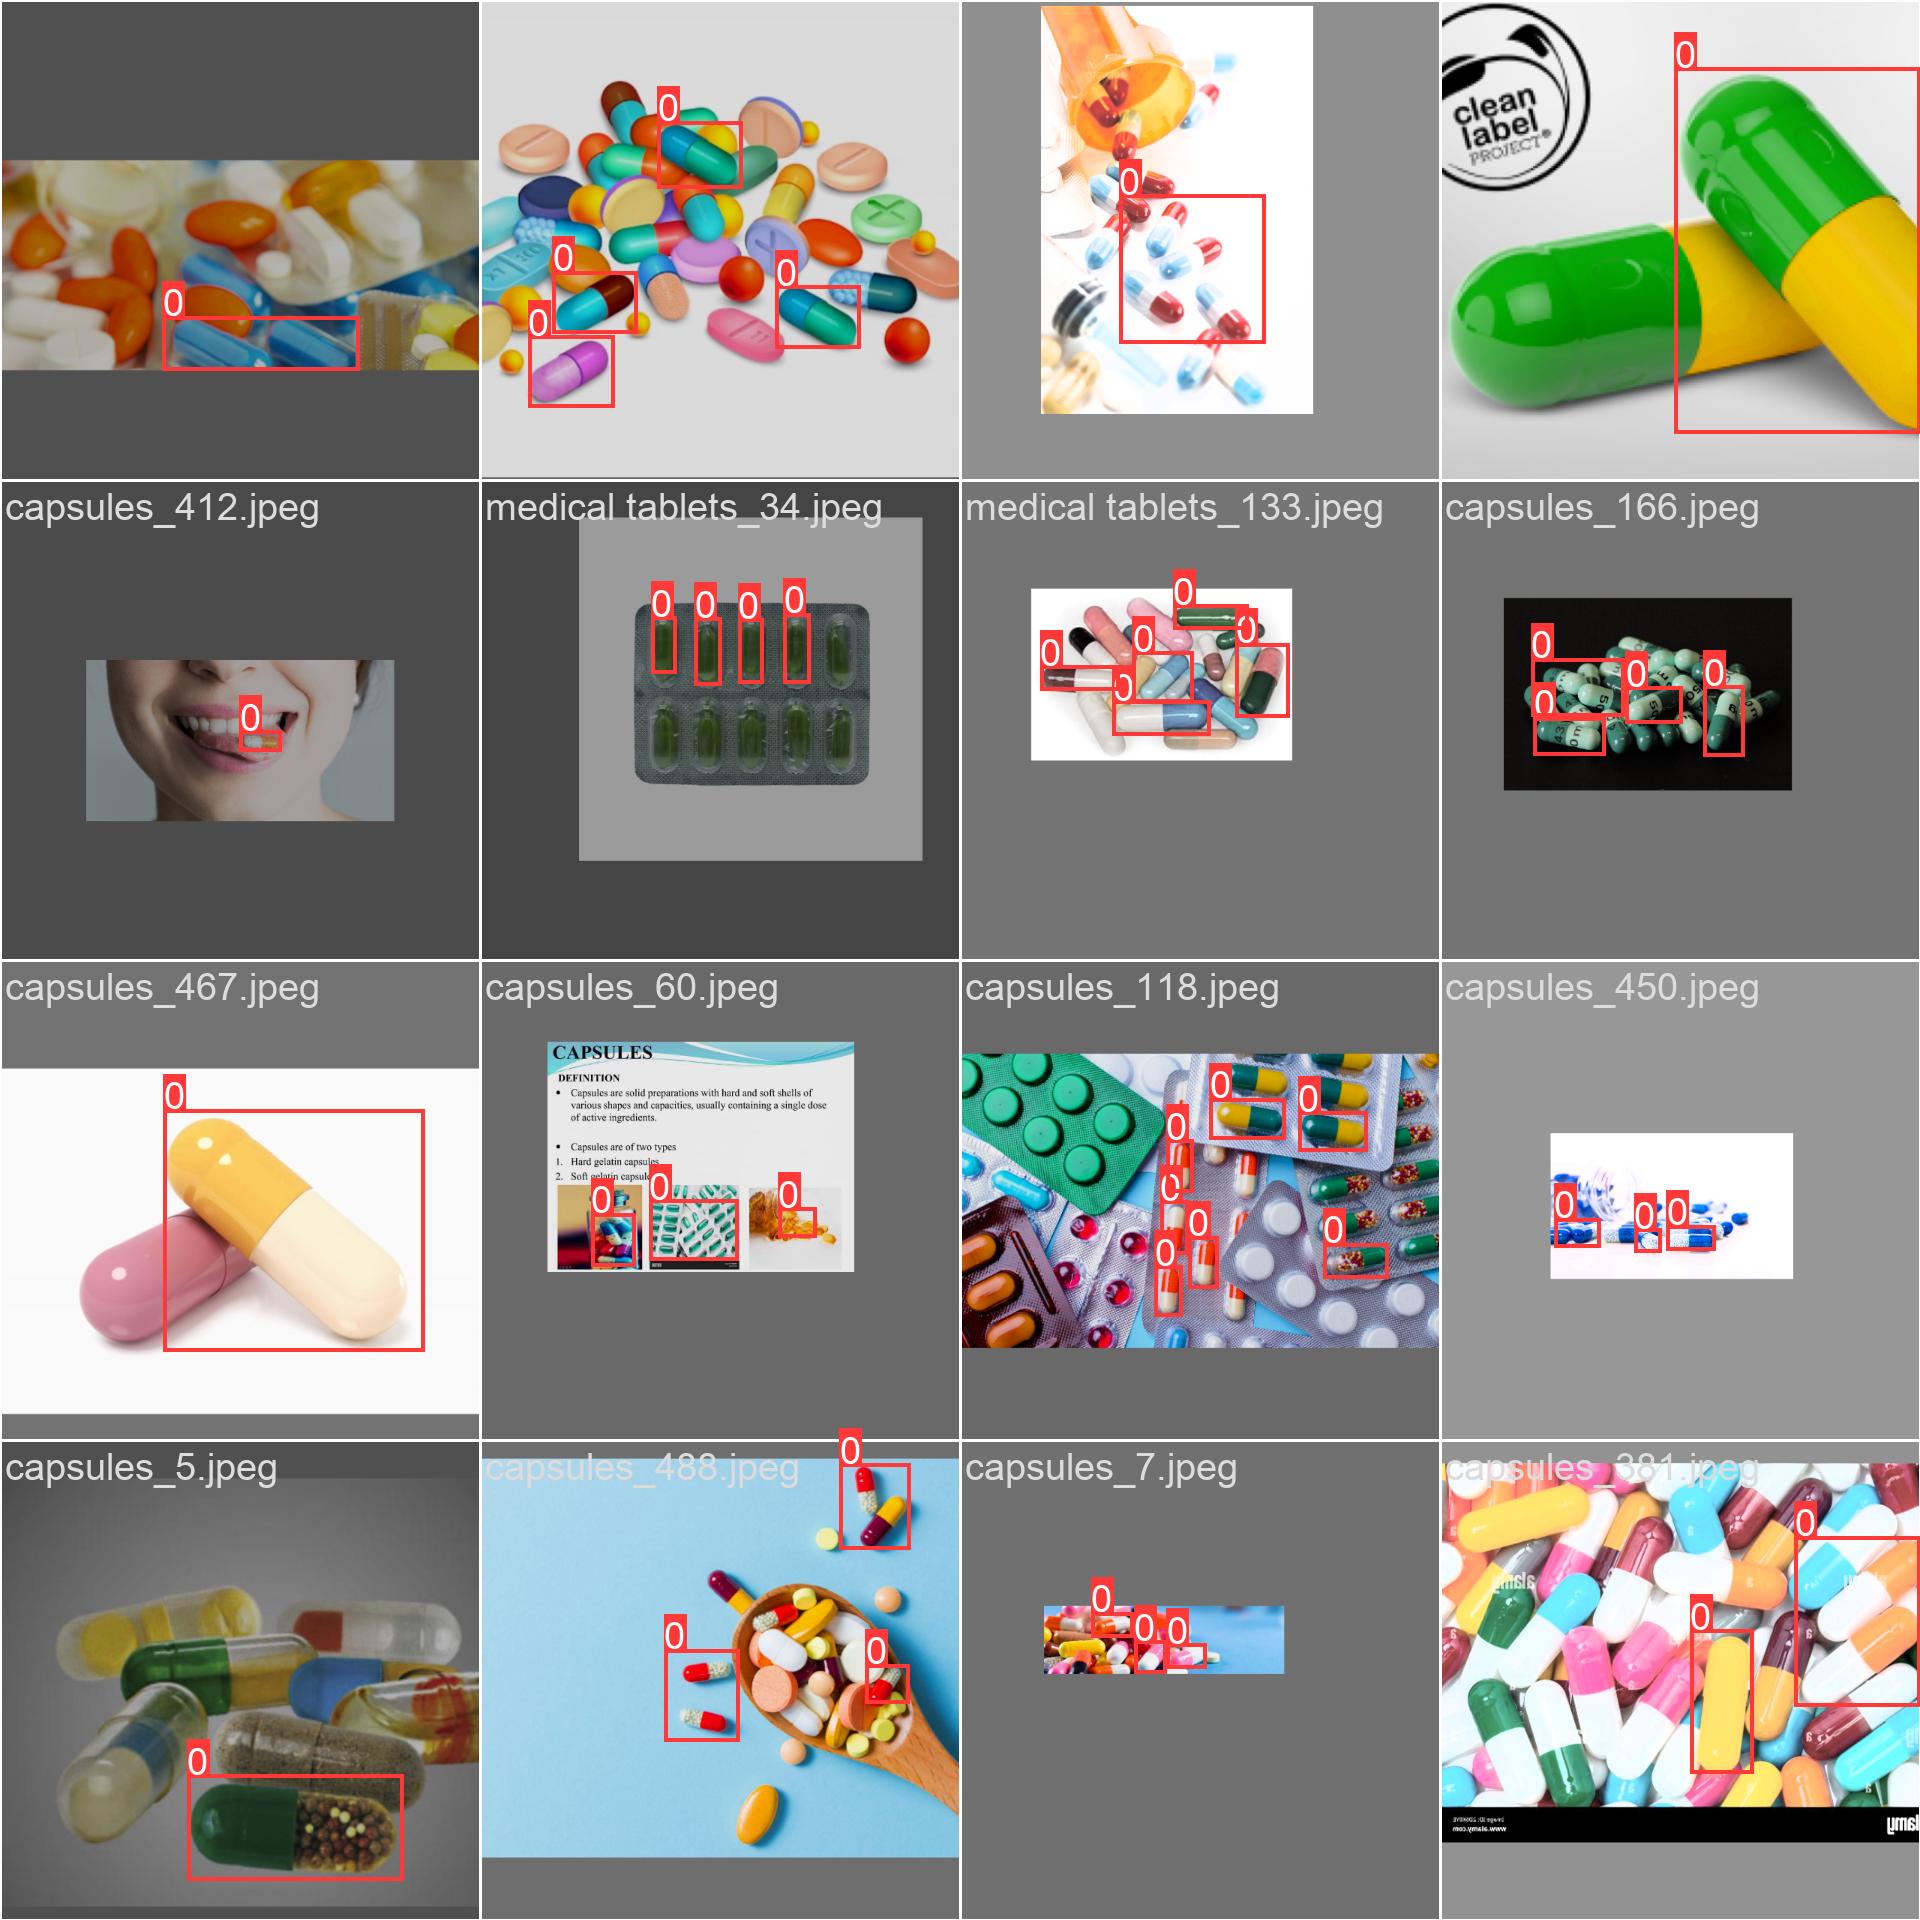 0
0
0
0
0
0
0
clean
label
PROJECT®
capsules_412.jpeg
medical tablets_34.jpeg
medical tablets_133.jpeg
capsules_166.jpeg
0
0
0
0
0
0
0
0
0
0
0
0
0
0
capsules_467.jpeg
capsules_60.jpeg
capsules_118.jpeg
capsules_450.jpeg
0
CAPSULES
DEFINITION
• Capsules are solid preparations with hard and soft shells of
various shapes and capacities, usually containing a single dose
of active ingredients.
• Capsules are of two types
1. Hard gelatin capsules
2. Soft gelatin capsule
0
0
0
0
0
0
0
0
0
0
0
0
0
capsules_5.jpeg
capsules_488.jpeg
capsules_7.jpeg
capsules_381.jpeg
0
0
0
0
0
0
0
0
0
alamy
www.alamy.com